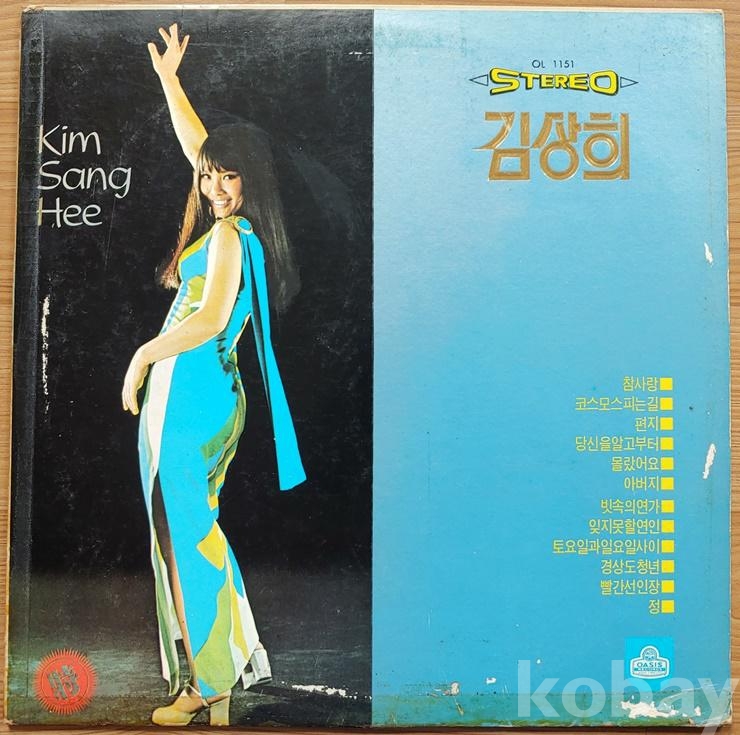 Kim
Sang
Hee
OL 1151
STEREO
김상희
참사랑
코스모스피는길
편지
당신을알고부터
몰랐어요
아버지
빗속의연가
잊지못할연인
토요일과일요일사이
경상도청년
빨간선인장
정
OASIS
RECORDS
kobay